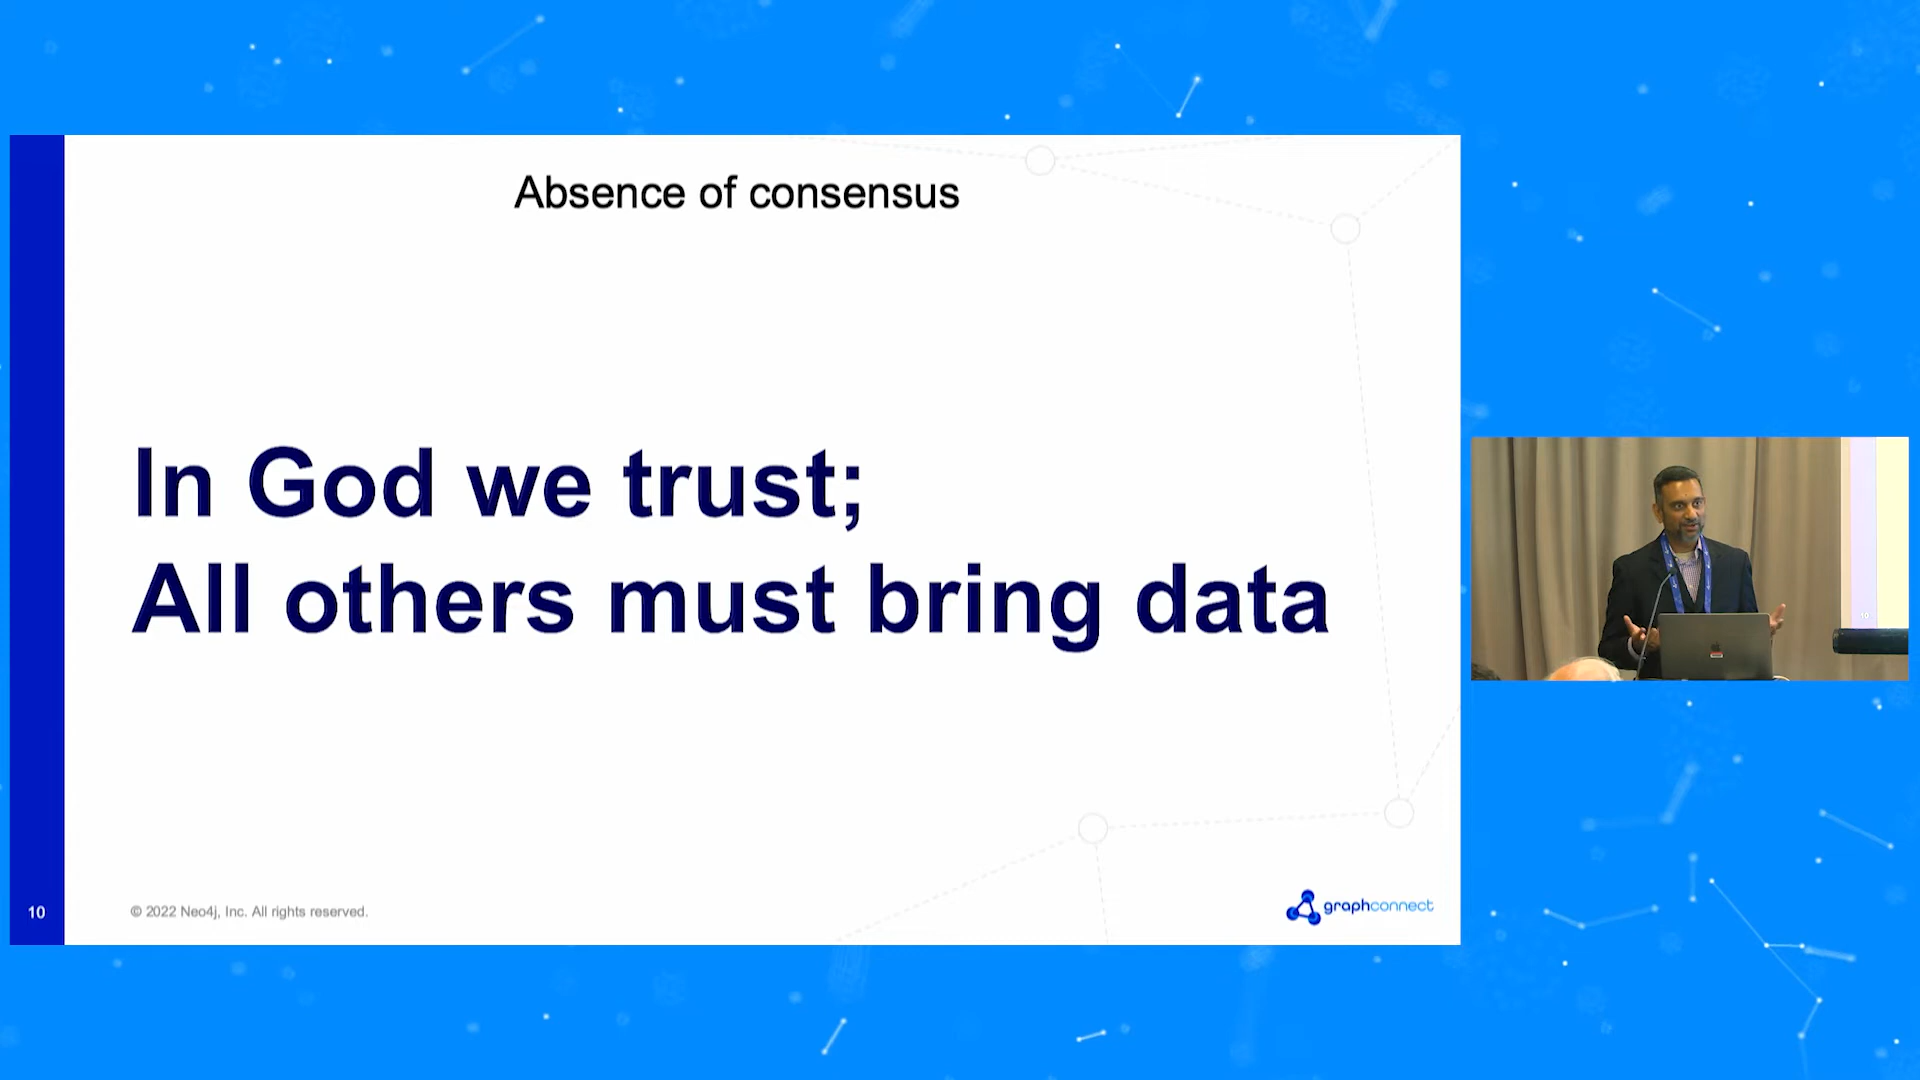 Absence of consensus
In God we trust;
All others must bring data
10
© 2022 Neo4j, Inc. All rights reserved.
graphconnect